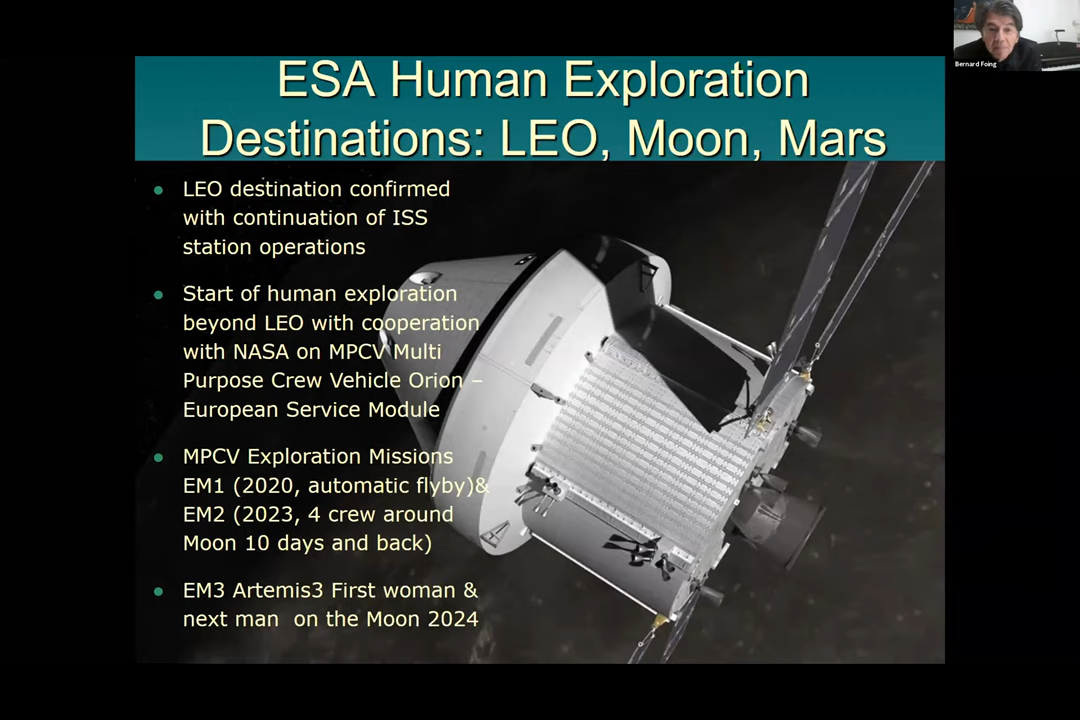 Bernard Foing
ESA Human Exploration
Destinations: LEO, Moon, Mars
LEO destination confirmed
with continuation of ISS
station operations
Start of human exploration
beyond LEO with cooperation
with NASA on MPCV Multi
Purpose Crew Vehicle Orion –
European Service Module
MPCV Exploration Missions
EM1 (2020, automatic flyby)&
EM2 (2023, 4 crew around
Moon 10 days and back)
EM3 Artemis3 First woman &
next man  on the Moon 2024